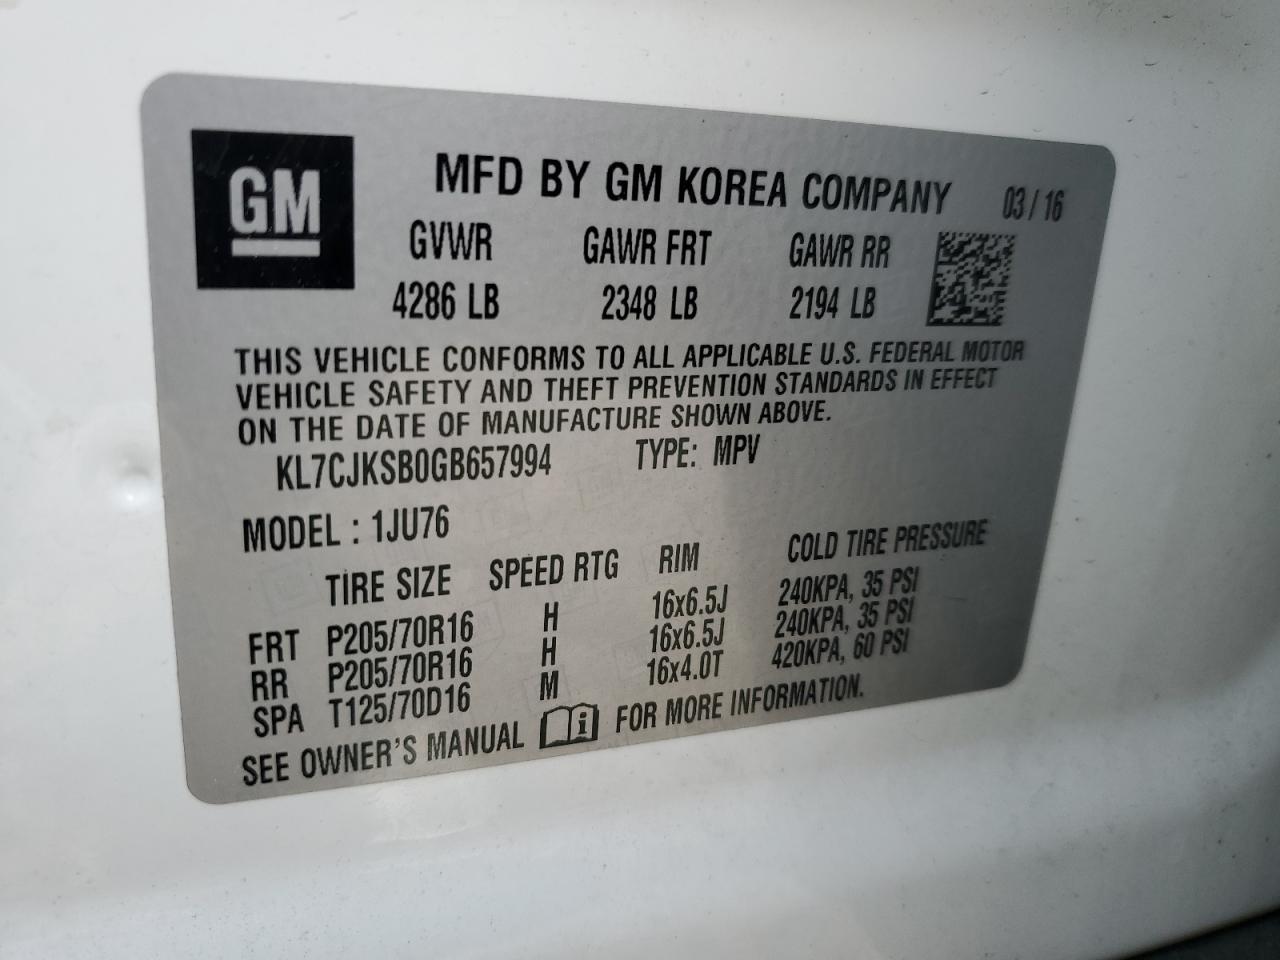 GM
MFD BY GM KOREA COMPANY 03/16
GVWR GAWR FRT GAWR RR
4286 LB 2348 LB 2194 LB
THIS VEHICLE CONFORMS TO ALL APPLICABLE U.S. FEDERAL MOTOR
VEHICLE SAFETY AND THEFT PREVENTION STANDARDS IN EFFECT
ON THE DATE OF MANUFACTURE SHOWN ABOVE.
KL7CJKSB0GB657994 TYPE: MPV
MODEL : 1JU76
TIRE SIZE SPEED RTG RIM COLD TIRE PRESSURE
FRT P205/70R16 H 16x6.5J 240KPA, 35 PSI
RR P205/70R16 H 16x6.5J 240KPA, 35 PSI
SPA T125/70D16 M 16x4.0T 420KPA, 60 PSI
SEE OWNER'S MANUAL i FOR MORE INFORMATION.